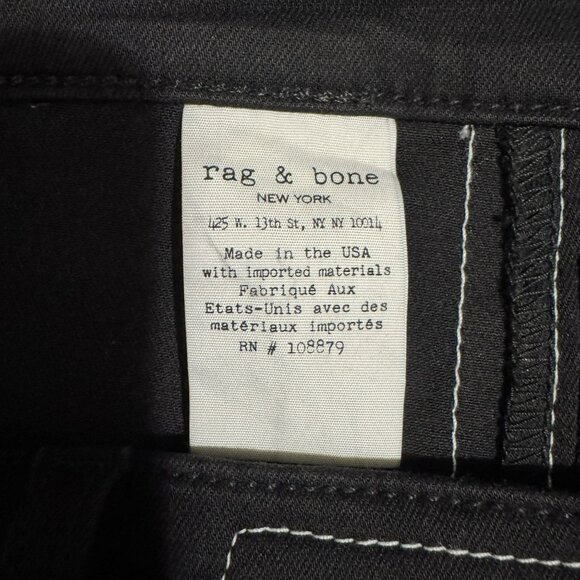 rag & bone
NEW YORK
425 W. 13th St, NY NY 10014
Made in the USA
with imported materials
Fabriqué Aux
Etats-Unis avec des
matériaux importés
RN # 108879